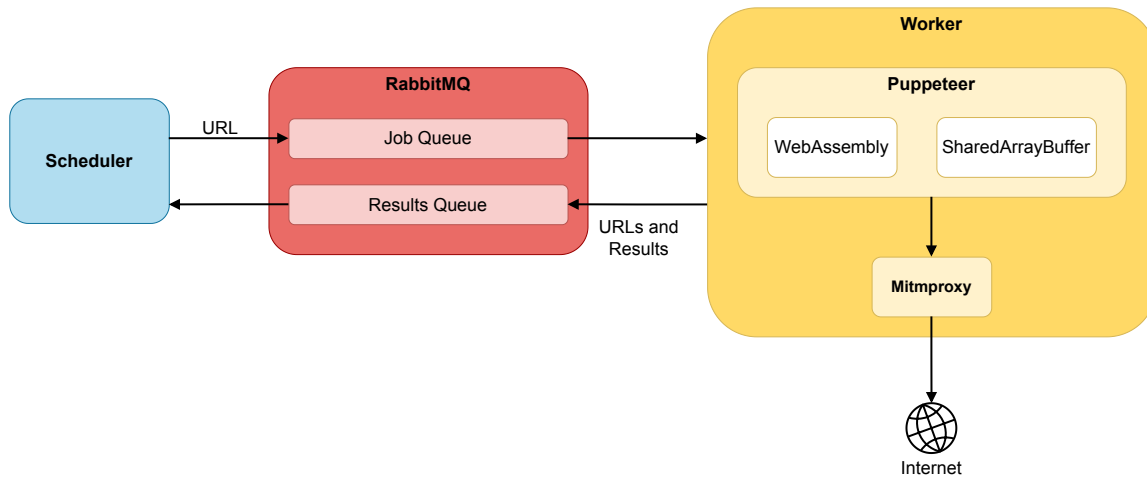 Worker
RabbitMQ
Puppeteer
URL
Job Queue
WebAssembly
SharedArrayBuffer
Scheduler
Results Queue
URLs and
Results
Mitmproxy
Internet